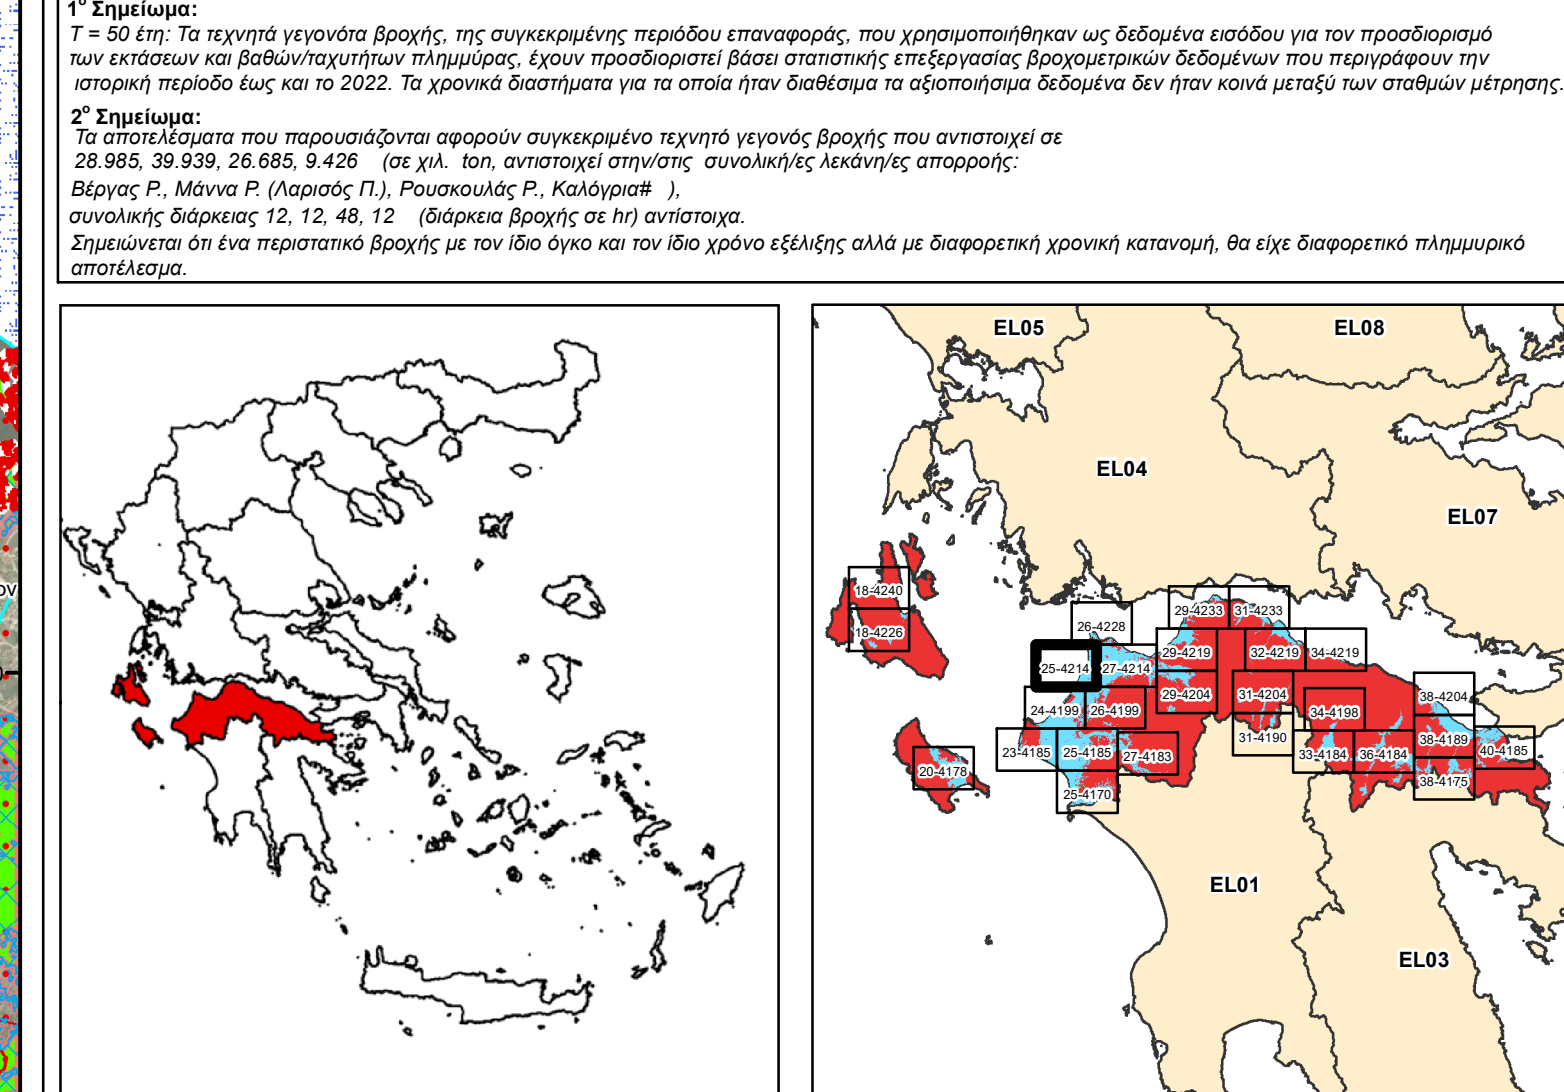 1ο Σημείωμα:
T = 50 έτη: Τα τεχνητά γεγονότα βροχής, της συγκεκριμένης περιόδου επαναφοράς, που χρησιμοποιήθηκαν ως δεδομένα εισόδου για τον προσδιορισμό
των εκτάσεων και βαθών/ταχυτήτων πλημμύρας, έχουν προσδιοριστεί βάσει στατιστικής επεξεργασίας βροχομετρικών δεδομένων που περιγράφουν την
ιστορική περίοδο έως και το 2022. Τα χρονικά διαστήματα για τα οποία ήταν διαθέσιμα τα αξιοποιήσιμα δεδομένα δεν ήταν κοινά μεταξύ των σταθμών μέτρησης.
2ο Σημείωμα:
Τα αποτελέσματα που παρουσιάζονται αφορούν συγκεκριμένο τεχνητό γεγονός βροχής που αντιστοιχεί σε
28.985, 39.939, 26.685, 9.426 (σε χιλ. ton, αντιστοιχεί στην/στις συνολική/ες λεκάνη/ες απορροής:
Βέργας Ρ., Μάννα Ρ. (Λαρισός Π.), Ρουσκουλάς Ρ., Καλόγρια# ),
συνολικής διάρκειας 12, 12, 48, 12 (διάρκεια βροχής σε hr) αντίστοιχα.
Σημειώνεται ότι ένα περιστατικό βροχής με τον ίδιο όγκο και τον ίδιο χρόνο εξέλιξης αλλά με διαφορετική χρονική κατανομή, θα είχε διαφορετικό πλημμυρικό
αποτέλεσμα.
EL05
EL08
EL04
EL07
18-4240
18-4226
29-4233
31-4233
26-4228
25-4214
27-4214
29-4219
32-4219
34-4219
24-4199
26-4199
29-4204
31-4204
34-4198
38-4204
31-4190
23-4185
25-4185
27-4183
33-4184
36-4184
38-4189
40-4185
20-4178
25-4170
38-4175
EL01
EL03